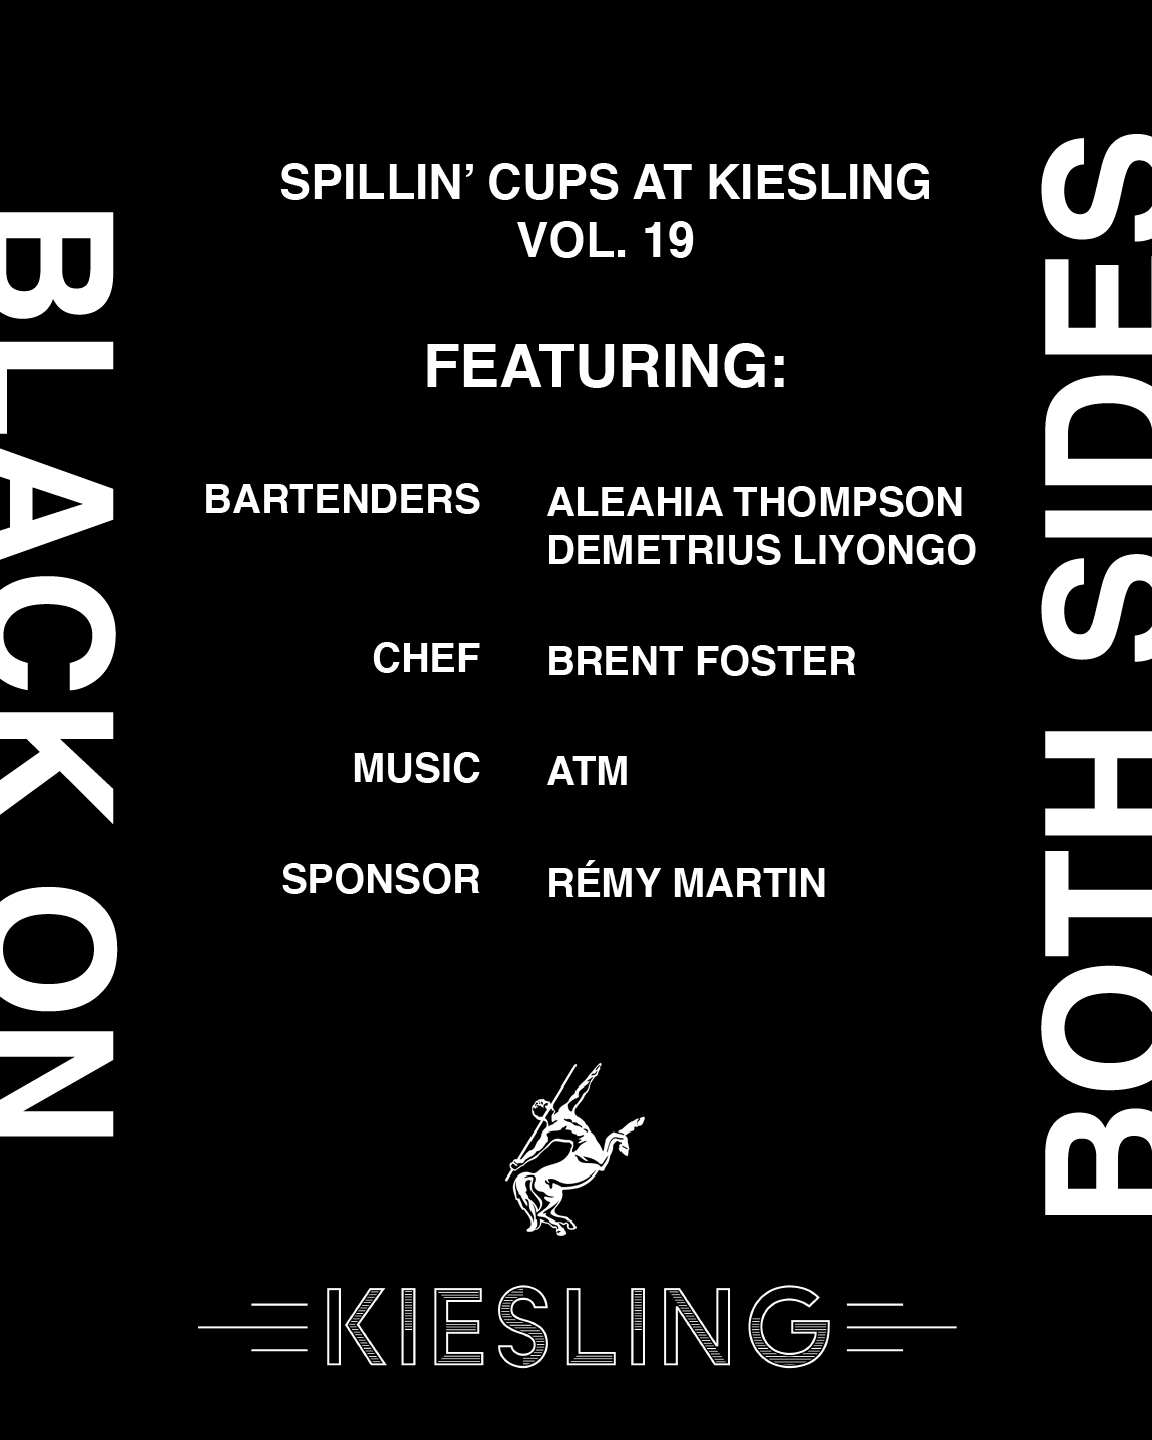 BLACK ON
SPILLIN’ CUPS AT KIESLING
VOL. 19
FEATURING:
BARTENDERS ALEAHIA THOMPSON
DEMETRIUS LIYONGO
CHEF BRENT FOSTER
MUSIC ATM
SPONSOR RÉMY MARTIN
KIESLING
BOTH SIDES